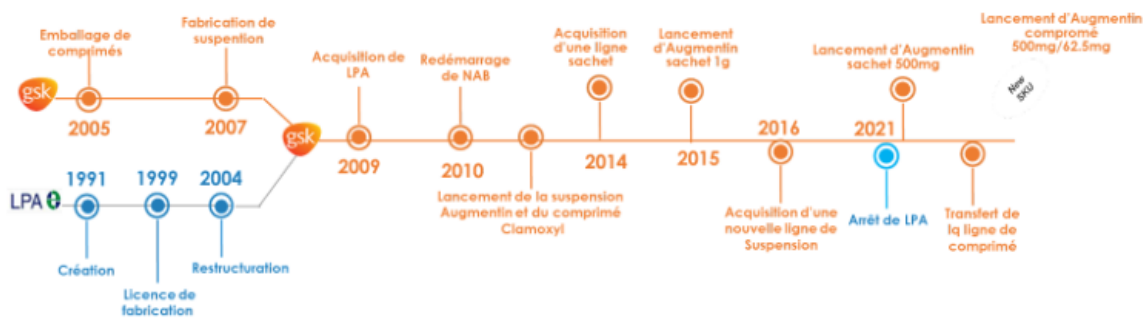 Emballage de
comprimés
Fabrication de
suspention
gsk
2005
2007
gsk
LPA
1991
1999
2004
Création
Licence de
fabrication
Restructuration
Acquisition de
LPA
2009
Redémarrage
de NAB
2010
Lancement de la suspension
Augmentin et du comprimé
Clamoxyl
Acquisition
d'une ligne
sachet
2014
Lancement
d'Augmentin
sachet 1g
2015
2016
Acquisition d'une
nouvelle ligne de
Suspension
Lancement d'Augmentin
sachet 500mg
2021
Arrêt de LPA
Transfert de
lq ligne de
comprimé
Lancement d'Augmentin
compromé
500mg/62.5mg
New
SKU